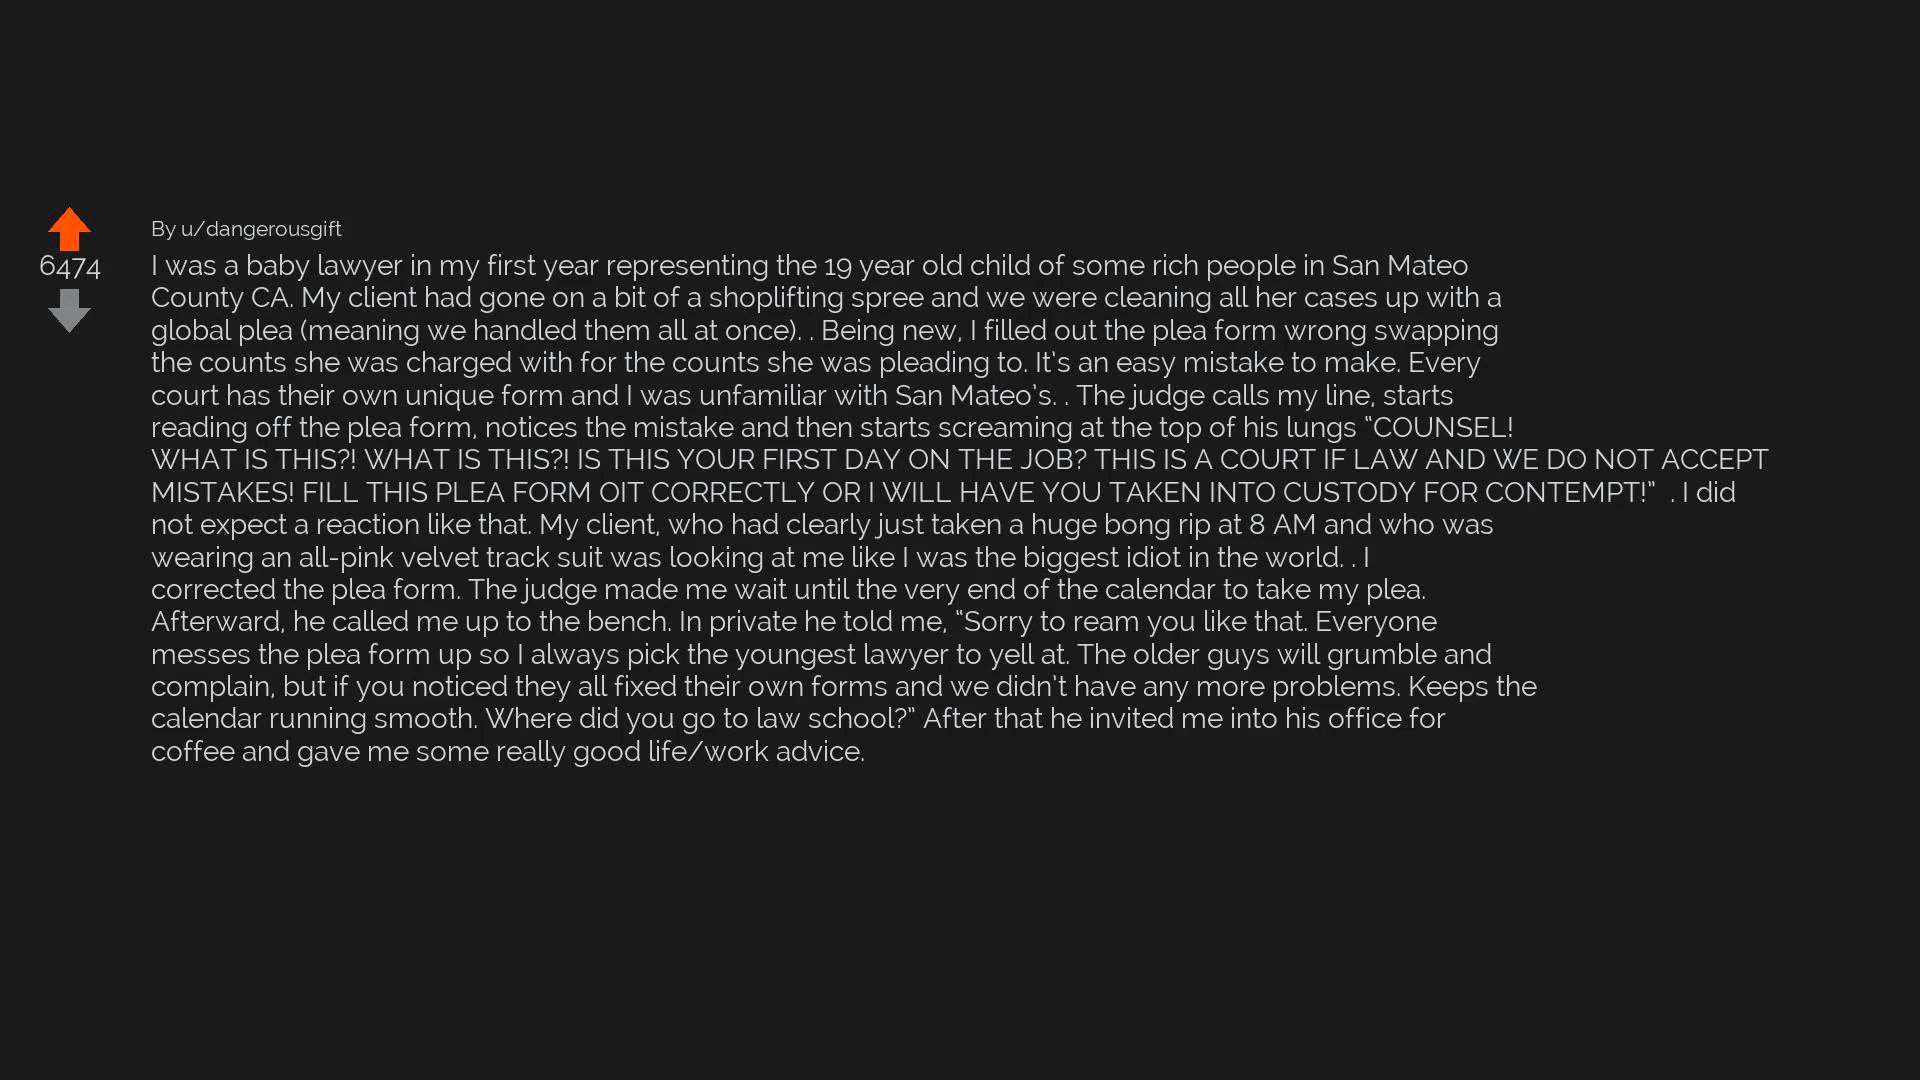 By u/dangerousgift
6474
I was a baby lawyer in my first year representing the 19 year old child of some rich people in San Mateo
County CA. My client had gone on a bit of a shoplifting spree and we were cleaning all her cases up with a
global plea (meaning we handled them all at once). . Being new, I filled out the plea form wrong swapping
the counts she was charged with for the counts she was pleading to. It's an easy mistake to make. Every
court has their own unique form and I was unfamiliar with San Mateo's. . The judge calls my line, starts
reading off the plea form, notices the mistake and then starts screaming at the top of his lungs “COUNSEL!
WHAT IS THIS?! WHAT IS THIS?! IS THIS YOUR FIRST DAY ON THE JOB? THIS IS A COURT IF LAW AND WE DO NOT ACCEPT
MISTAKES! FILL THIS PLEA FORM OIT CORRECTLY OR I WILL HAVE YOU TAKEN INTO CUSTODY FOR CONTEMPT!” . I did
not expect a reaction like that. My client, who had clearly just taken a huge bong rip at 8 AM and who was
wearing an all-pink velvet track suit was looking at me like I was the biggest idiot in the world. . I
corrected the plea form. The judge made me wait until the very end of the calendar to take my plea.
Afterward, he called me up to the bench. In private he told me, “Sorry to ream you like that. Everyone
messes the plea form up so I always pick the youngest lawyer to yell at. The older guys will grumble and
complain, but if you noticed they all fixed their own forms and we didn't have any more problems. Keeps the
calendar running smooth. Where did you go to law school?” After that he invited me into his office for
coffee and gave me some really good life/work advice.